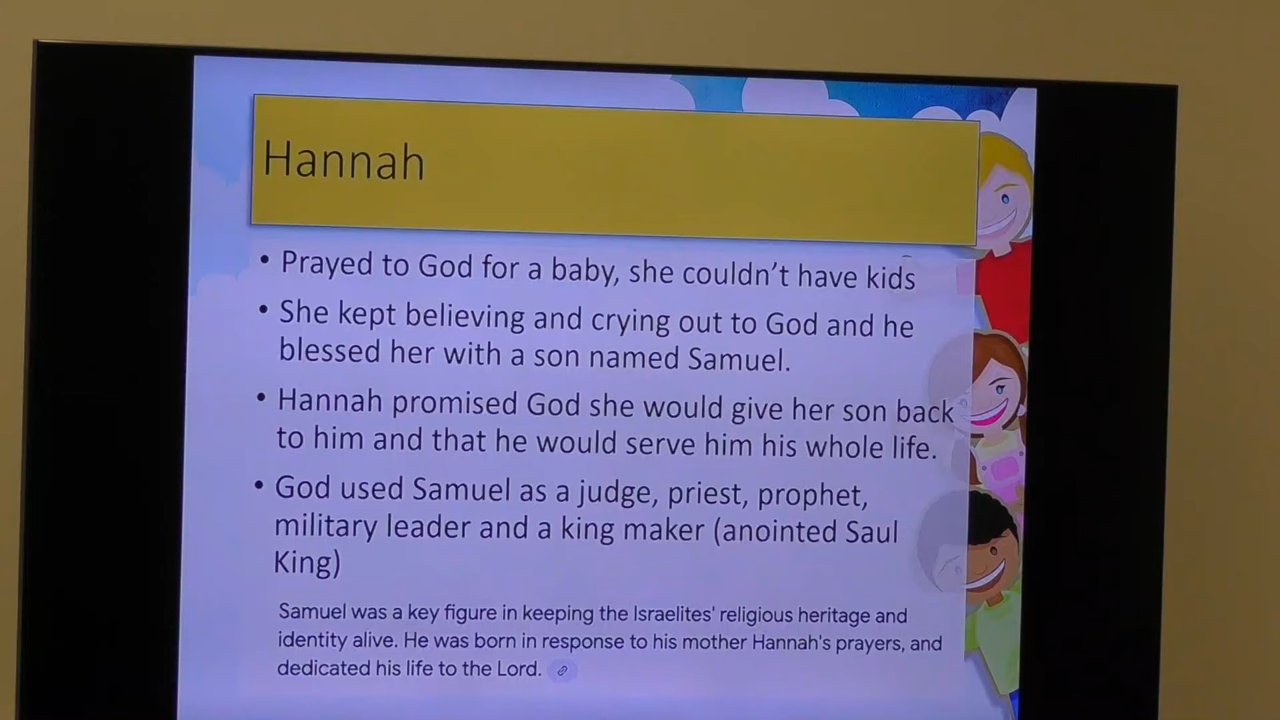 Hannah
• Prayed to God for a baby, she couldn't have kids
• She kept believing and crying out to God and he
blessed her with a son named Samuel.
• Hannah promised God she would give her son back
to him and that he would serve him his whole life.
• God used Samuel as a judge, priest, prophet,
military leader and a king maker (anointed Saul
King)
Samuel was a key figure in keeping the Israelites' religious heritage and
identity alive. He was born in response to his mother Hannah's prayers, and
dedicated his life to the Lord.